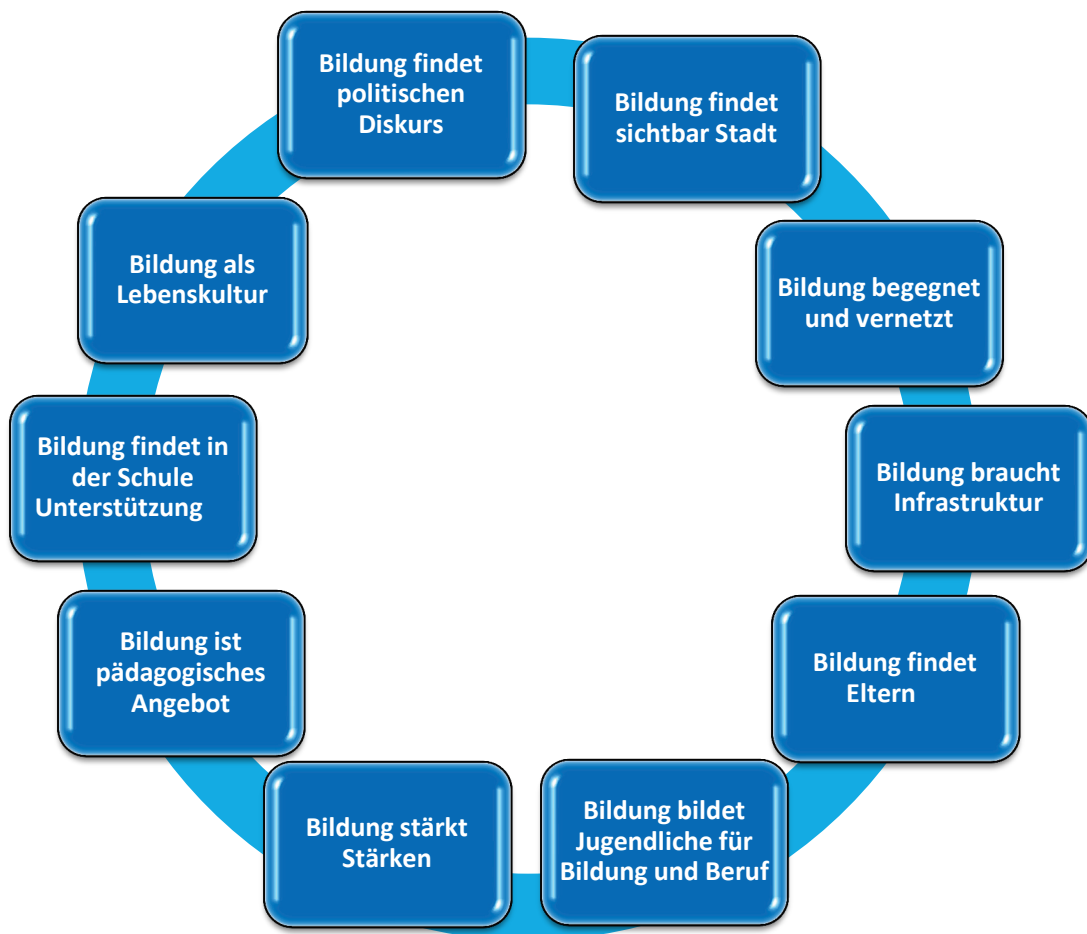 Bildung findet
politischen
Diskurs
Bildung findet
sichtbar Stadt
Bildung begegnet
und vernetzt
Bildung braucht
Infrastruktur
Bildung findet
Eltern
Bildung bildet
Jugendliche für
Bildung und Beruf
Bildung stärkt
Stärken
Bildung ist
pädagogisches
Angebot
Bildung findet in
der Schule
Unterstützung
Bildung als
Lebenskultur